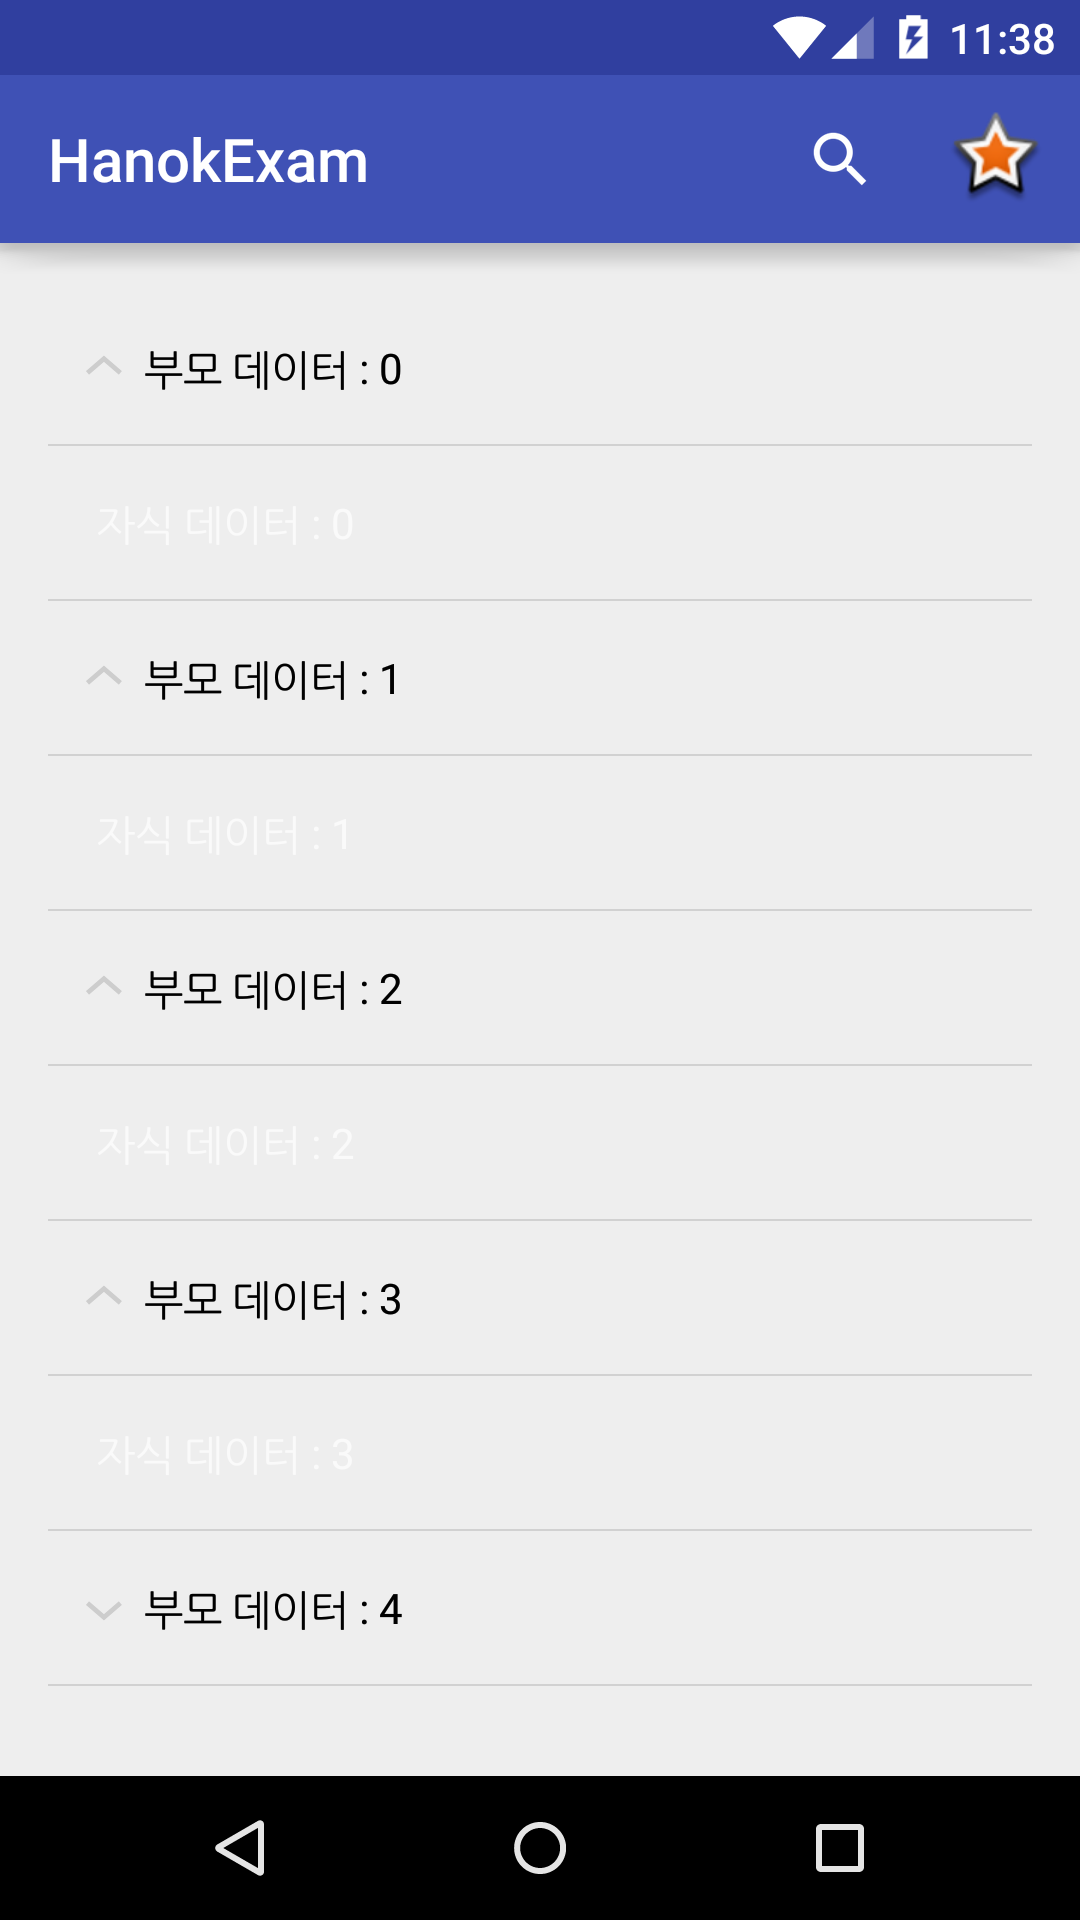 11:38
HanokExam
부모 데이터 : 0
자식 데이터 : 0
부모 데이터 : 1
자식 데이터 : 1
부모 데이터 : 2
자식 데이터 : 2
부모 데이터 : 3
자식 데이터 : 3
부모 데이터 : 4